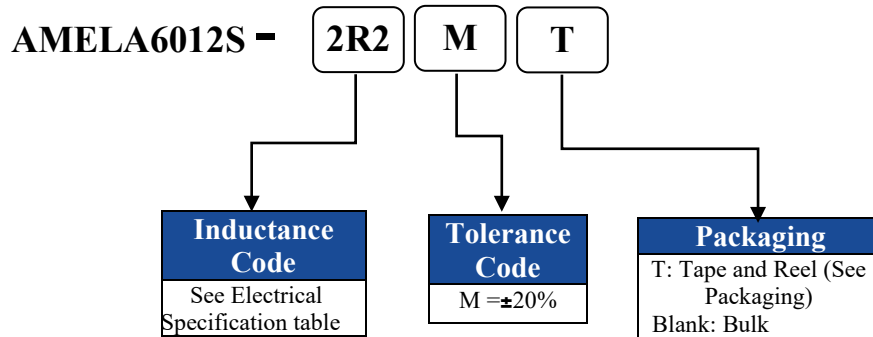 AMELA6012S - 2R2 M T
Inductance
Code
See Electrical
Specification table
Tolerance
Code
M =±20%
Packaging
T: Tape and Reel (See
Packaging)
Blank: Bulk